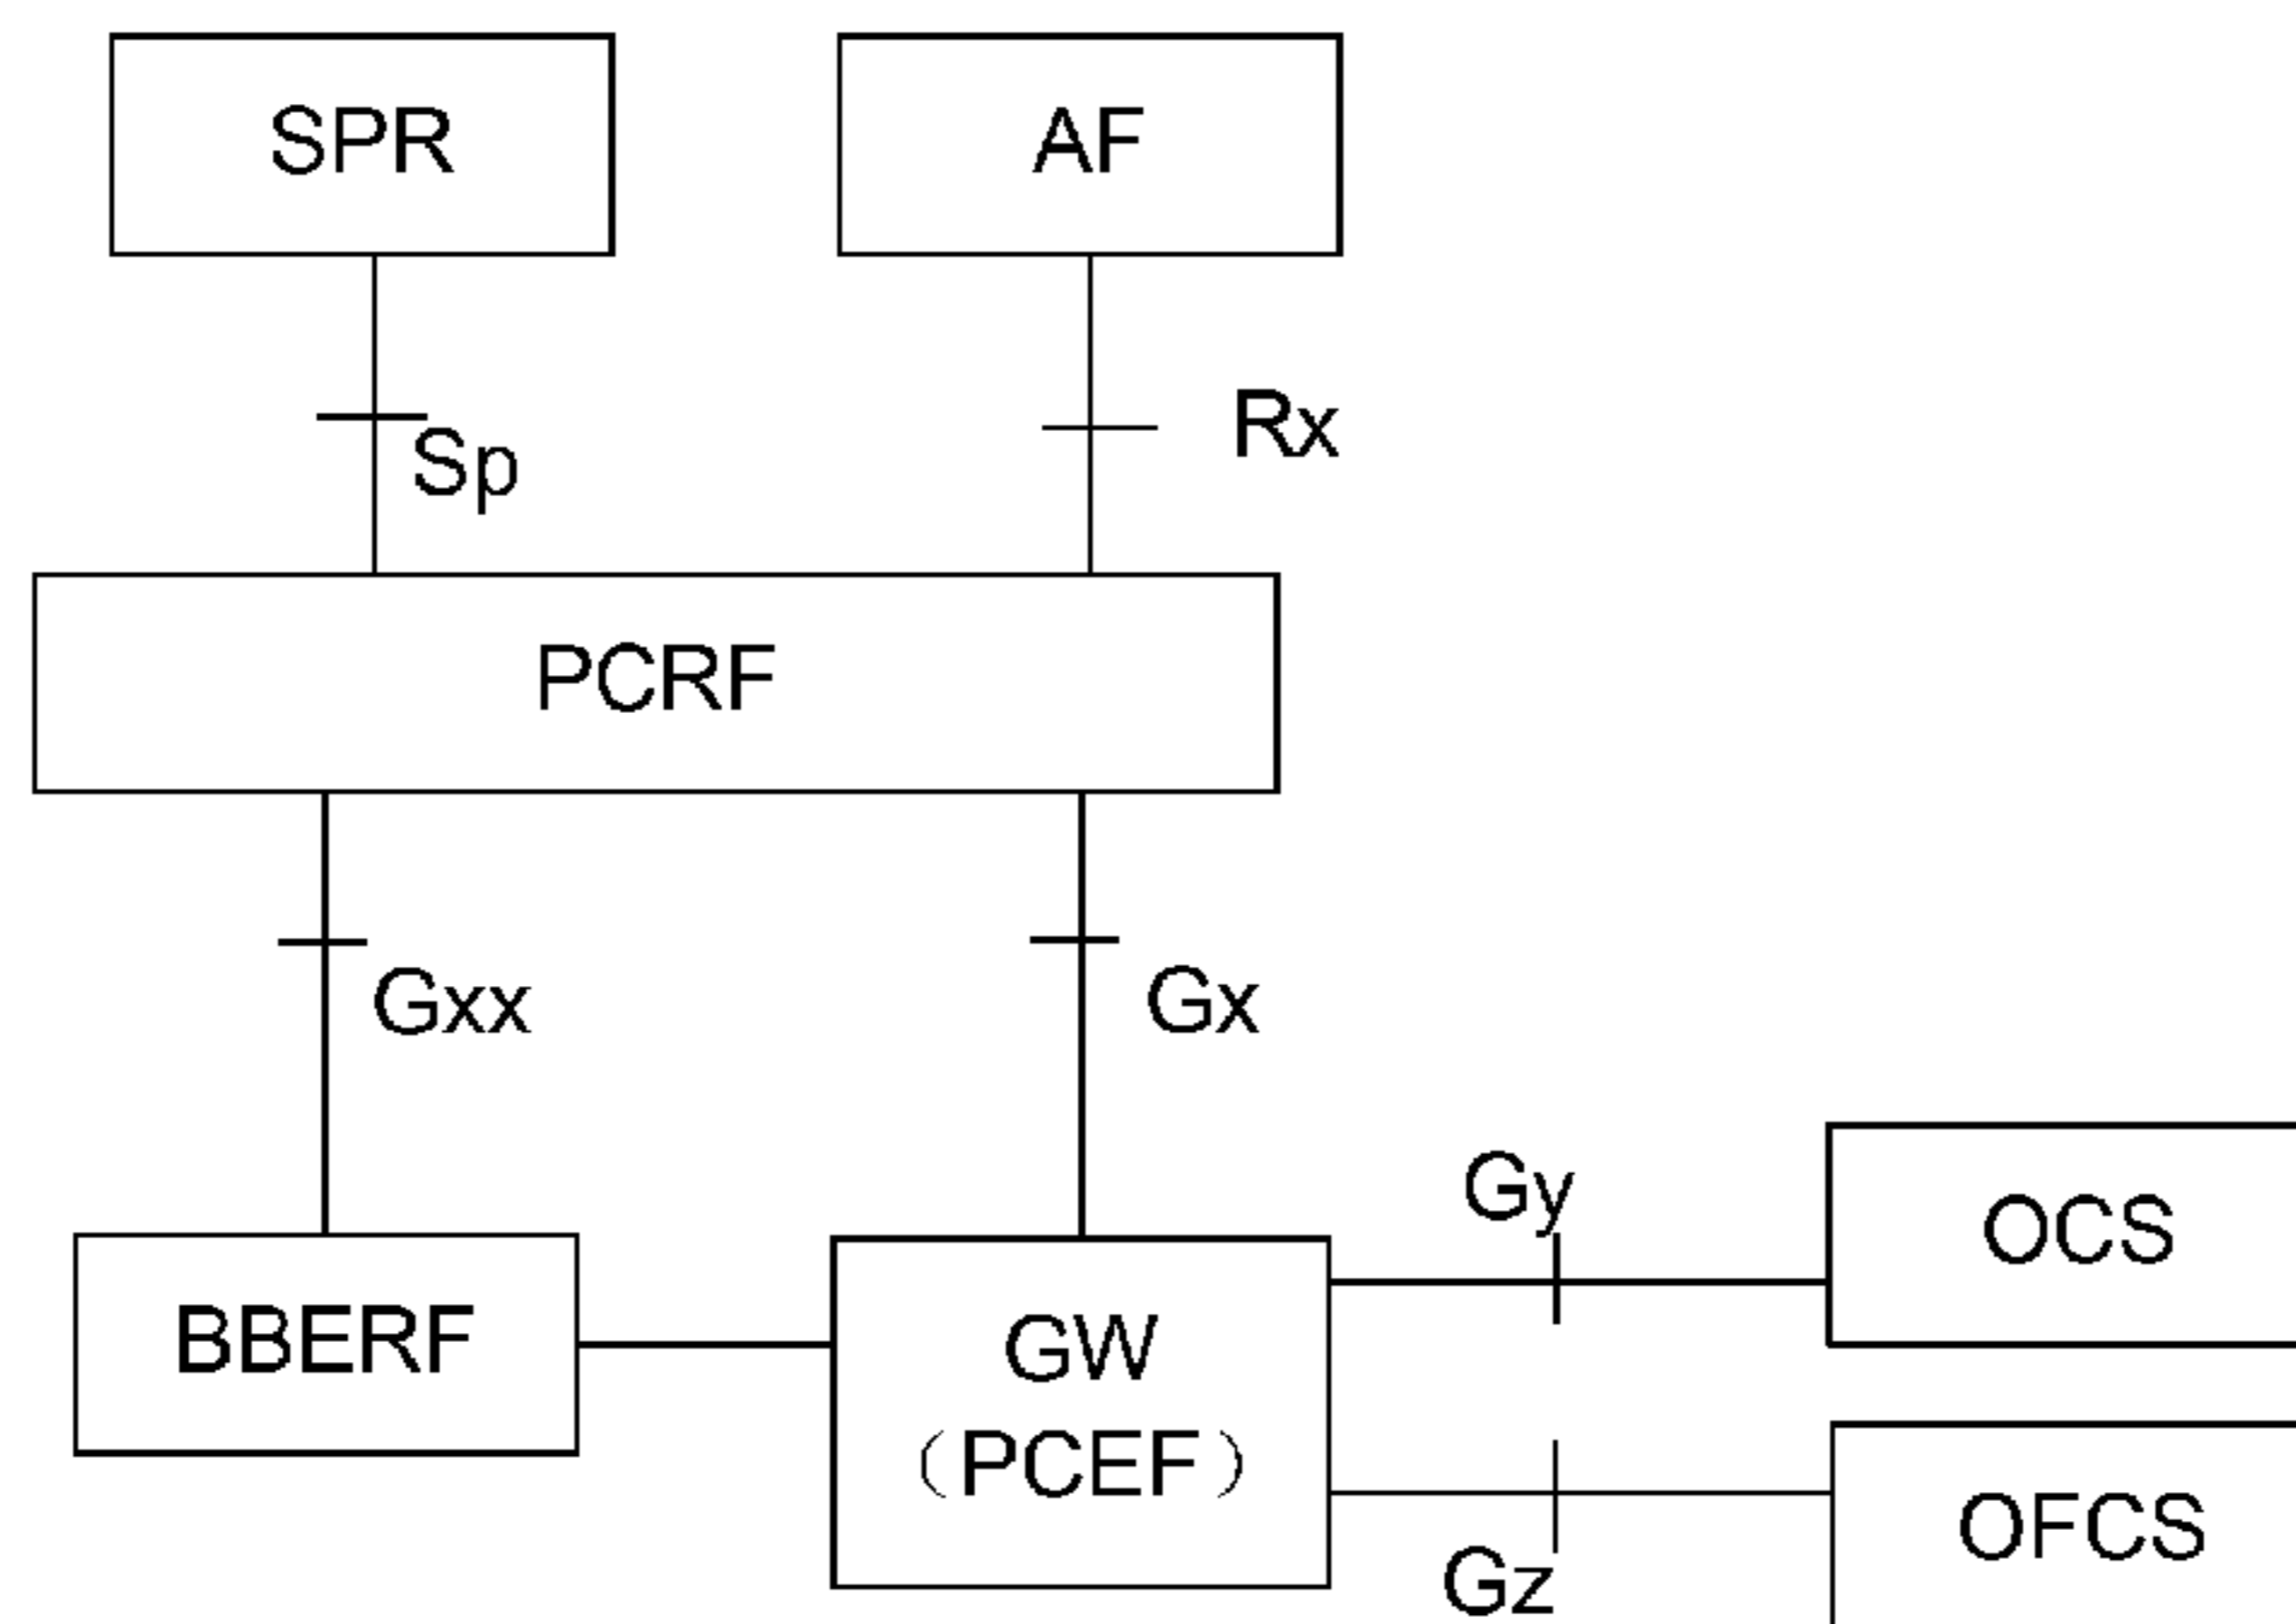 SPR
AF
Sp
Rx
PCRF
Gxx
Gx
Gy
OCS
BBERF
GW
（PCEF）
OFCS
Gz